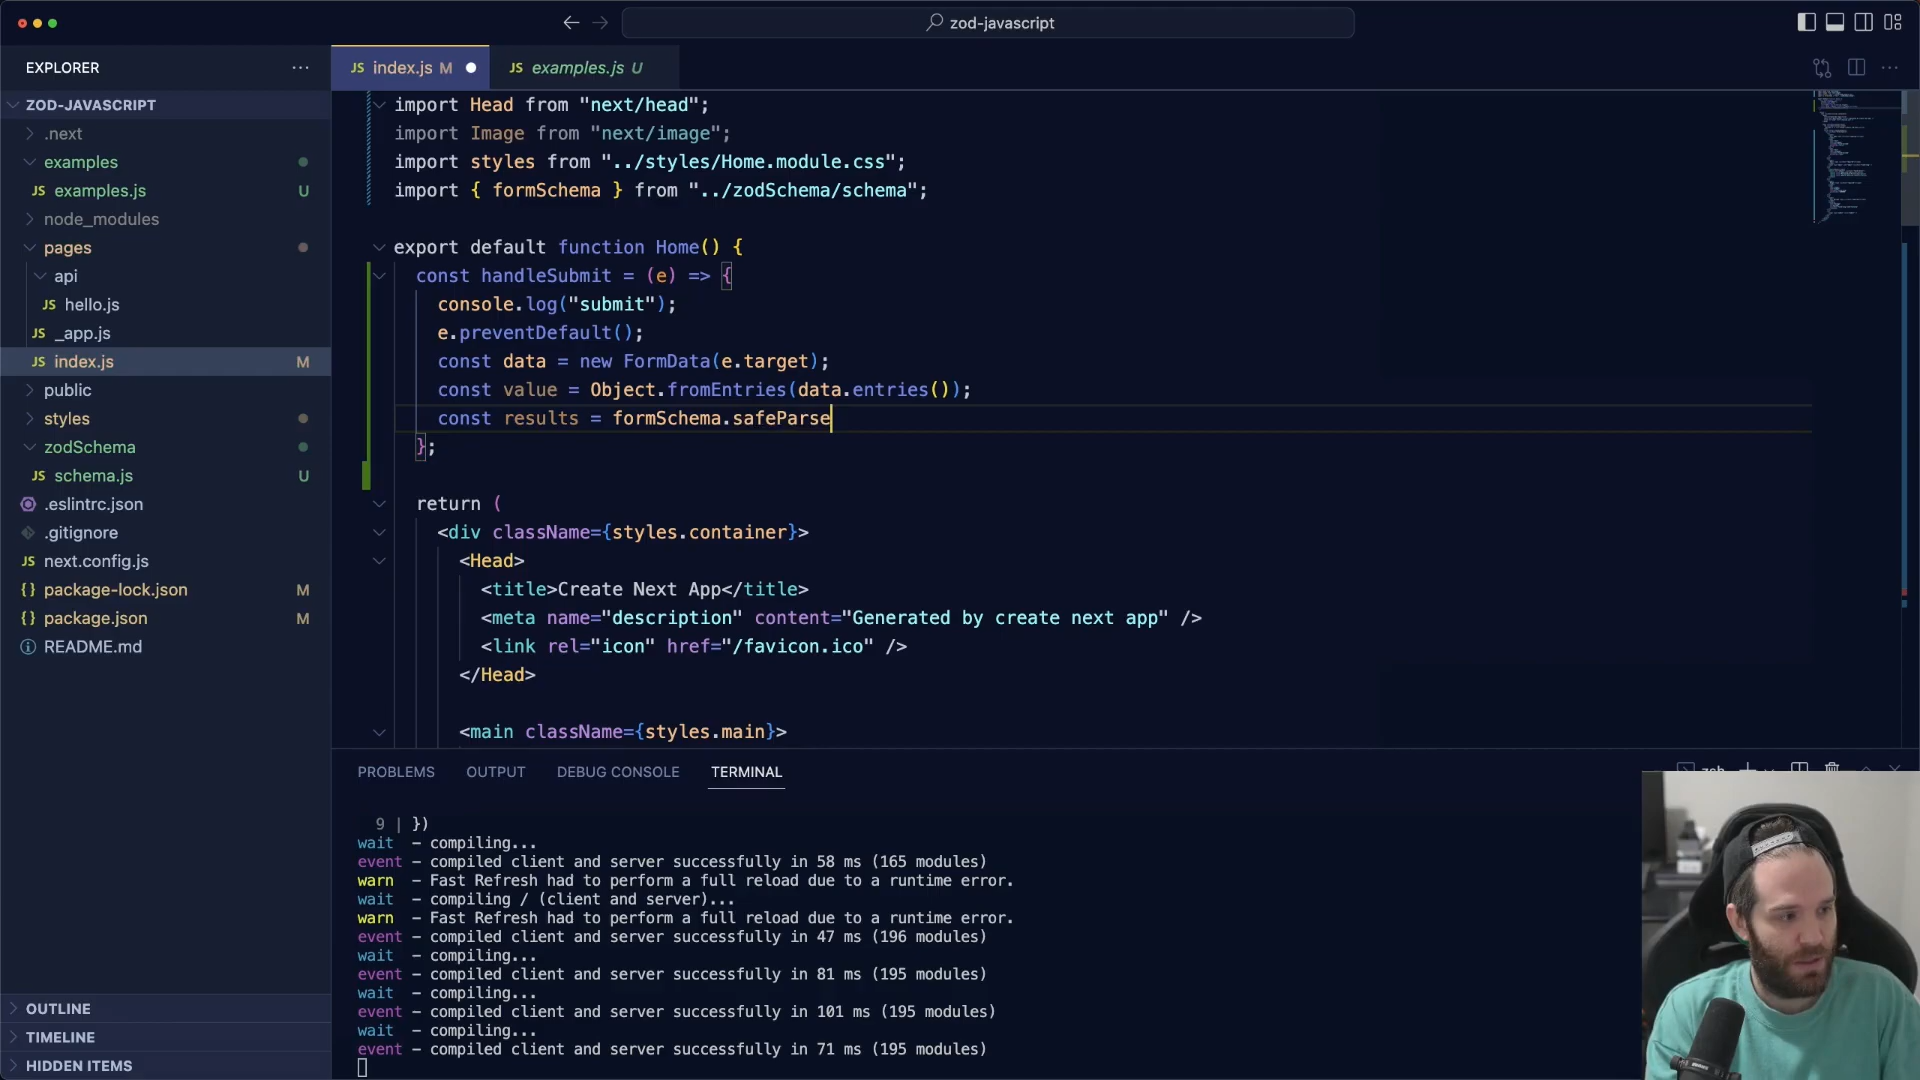 zod-javascript
EXPLORER
ZOD-JAVASCRIPT
.next
examples
JS examples.js U
node_modules
pages
api
JS hello.js
JS _app.js
JS index.js M
public
styles
zodSchema
JS schema.js U
.eslintrc.json
.gitignore
JS next.config.js
{} package-lock.json M
{} package.json M
README.md
OUTLINE
TIMELINE
HIDDEN ITEMS
JS index.js M
JS examples.js U
import Head from "next/head";
import Image from "next/image";
import styles from "../styles/Home.module.css";
import { formSchema } from "../zodSchema/schema";
export default function Home() {
const handleSubmit = (e) => {
console.log("submit");
e.preventDefault();
const data = new FormData(e.target);
const value = Object.fromEntries(data.entries());
const results = formSchema.safeParse
};
return (
<div className={styles.container}>
<Head>
<title>Create Next App</title>
<meta name="description" content="Generated by create next app" />
<link rel="icon" href="/favicon.ico" />
</Head>
<main className={styles.main}>
PROBLEMS
OUTPUT
DEBUG CONSOLE
TERMINAL
zsh
9 | })
wait – compiling...
event – compiled client and server successfully in 58 ms (165 modules)
warn – Fast Refresh had to perform a full reload due to a runtime error.
wait – compiling / (client and server)...
warn – Fast Refresh had to perform a full reload due to a runtime error.
event – compiled client and server successfully in 47 ms (196 modules)
wait – compiling...
event – compiled client and server successfully in 81 ms (195 modules)
wait – compiling...
event – compiled client and server successfully in 101 ms (195 modules)
wait – compiling...
event – compiled client and server successfully in 71 ms (195 modules)